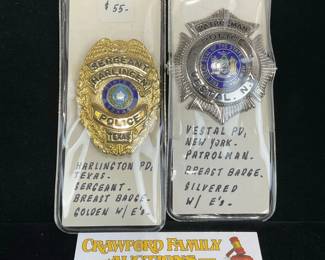 $55-
SERGEANT
HARLINGEN
POLICE
TEXAS
HARLINGTON PD,
TEXAS-
SERGEANT-
BREAST BADGE-
GOLDEN W/ E'S-
PATROLMAN
POLICE
VESTAL, N.Y.
VESTAL PD,
NEW YORK-
PATROLMAN-
BREAST BADGE-
SILVERED
W/ E'S-
CRAWFORD FAMILY
AUCTIONS